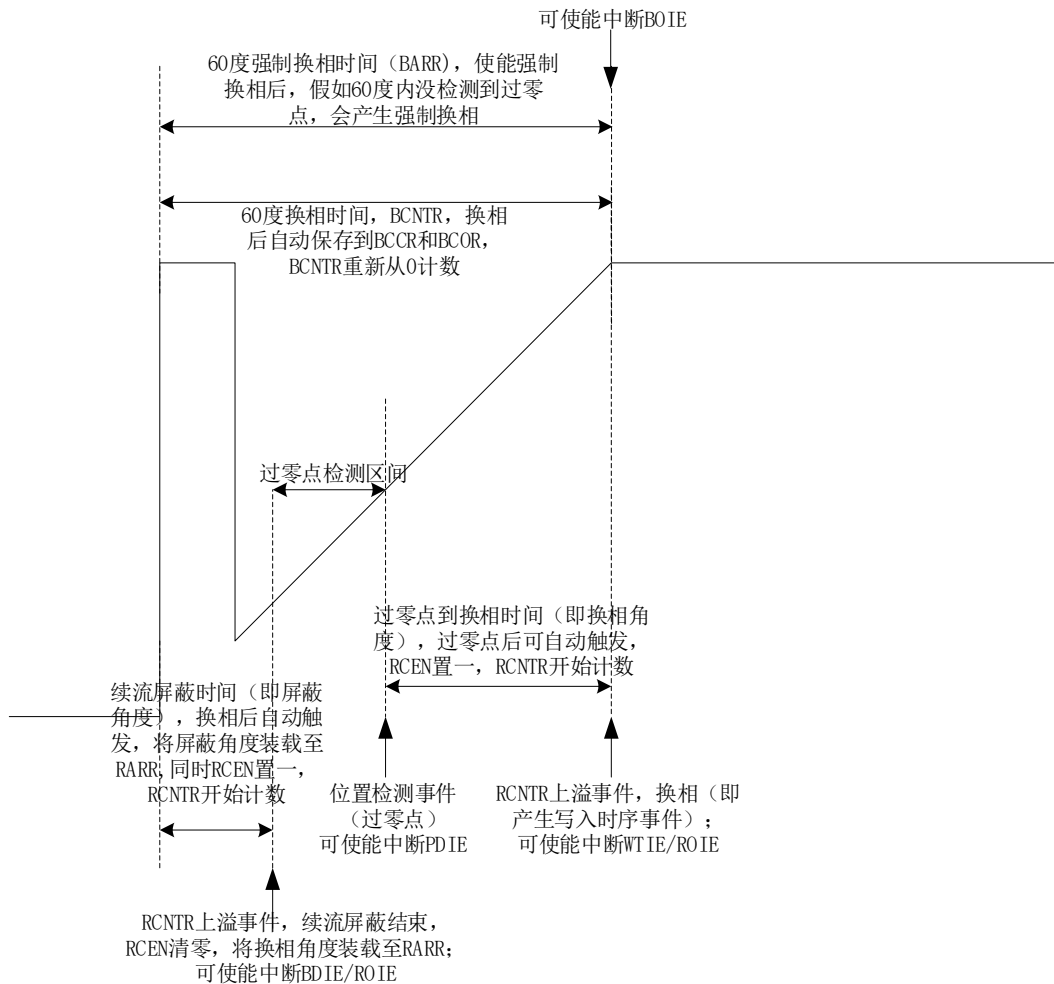 可使能中断BOIE
60度强制换相时间（BARR），使能强制
换相后，假如60度内没检测到过零
点，会产生强制换相
60度换相时间，BCNTR，换相
后自动保存到BCCR和BCOR，
BCNTR重新从0计数
过零点检测区间
过零点到换相时间（即换相角
度），过零点后可自动触发，
RCEN置一，RCNTR开始计数
续流屏蔽时间（即屏蔽
角度），换相后自动触
发，将屏蔽角度装载至
RARR,同时RCEN置一，
RCNTR开始计数
位置检测事件
（过零点）
可使能中断PDIE
RCNTR上溢事件，换相（即
产生写入时序事件）；
可使能中断WTIE/ROIE
RCNTR上溢事件，续流屏蔽结束，
RCEN清零，将换相角度装载至RARR；
可使能中断BDIE/ROIE